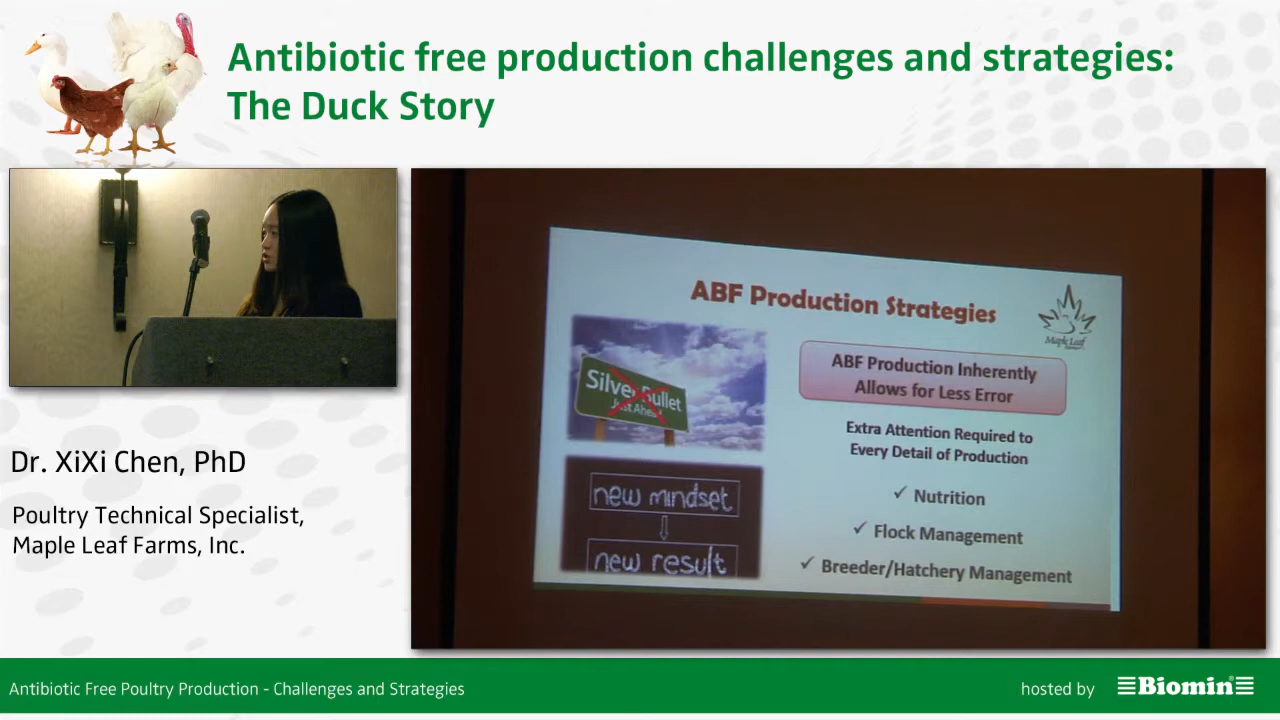 Antibiotic free production challenges and strategies:
The Duck Story
Dr. XiXi Chen, PhD
Poultry Technical Specialist,
Maple Leaf Farms, Inc.
ABF Production Strategies
Maple Leaf
Silver Bullet
Just Ahead
new mindset
new result
ABF Production Inherently
Allows for Less Error
Extra Attention Required to
Every Detail of Production
✓ Nutrition
✓ Flock Management
✓ Breeder/Hatchery Management
Antibiotic Free Poultry Production - Challenges and Strategies
hosted by
Biomin®